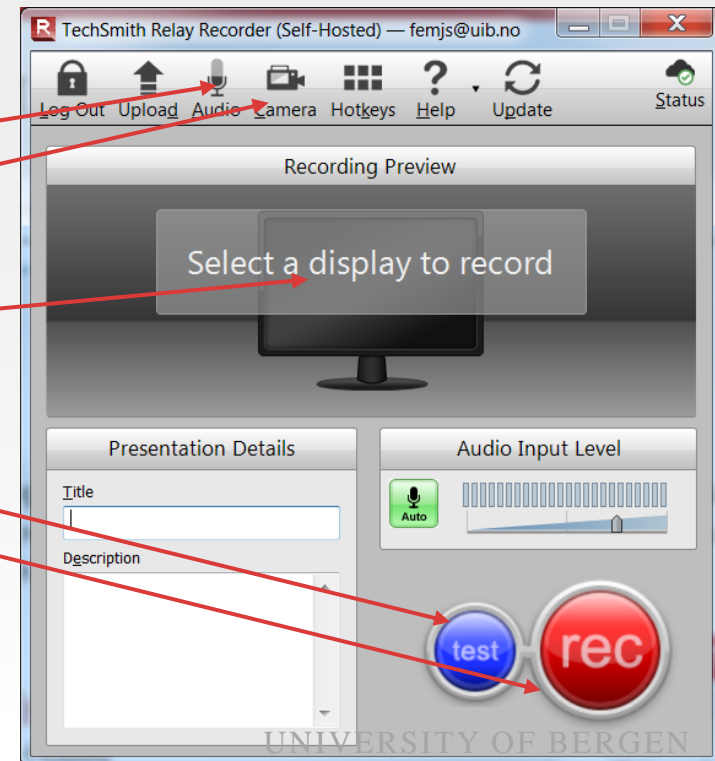 R TechSmith Relay Recorder (Self-Hosted) — femjs@uib.no
Log Out Upload Audio Camera Hotkeys Help Update Status
Recording Preview
Select a display to record
Presentation Details
Audio Input Level
Title
Auto
Description
test rec
UNIVERSITY OF BERGEN